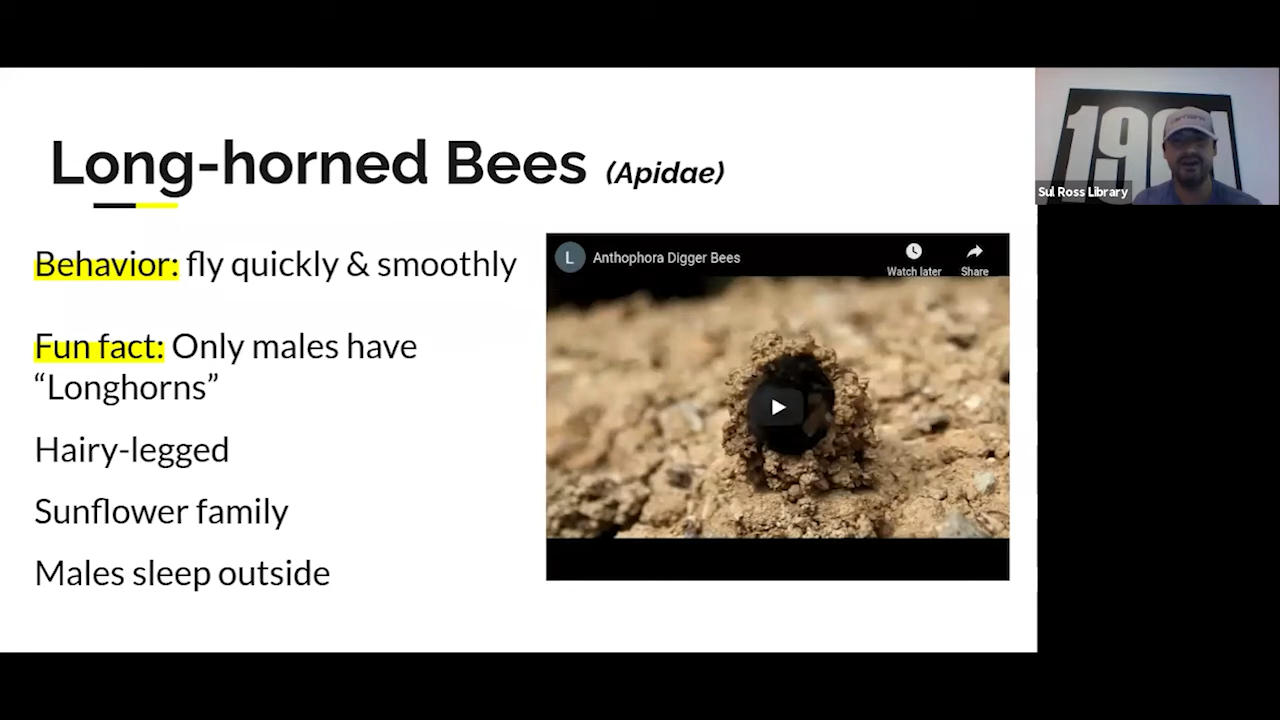 Long-horned Bees (Apidae)
Behavior: fly quickly & smoothly
Fun fact: Only males have
“Longhorns”
Hairy-legged
Sunflower family
Males sleep outside
L Anthophora Digger Bees
Watch later Share
Sul Ross Library